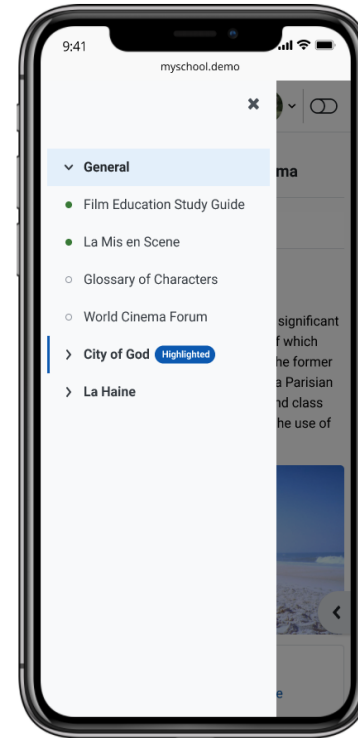 9:41
myschool.demo
ma
General
Film Education Study Guide
La Mis en Scene
Glossary of Characters
World Cinema Forum
significant
f which
City of God Highlighted
he former
a Parisian
La Haine
nd class
he use of
e